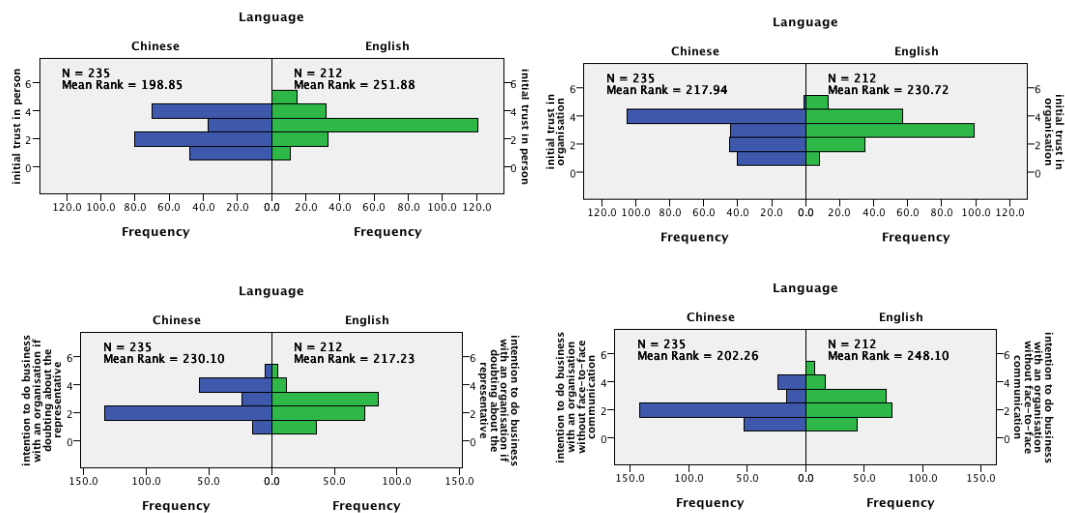 Language
Chinese English
N = 235
Mean Rank = 198.85
N = 212
Mean Rank = 251.88
initial trust in person
6
4
2
0
6
4
2
0
initial trust in person
120.0 100.0 80.0 60.0 40.0 20.0 0.0 0.0 20.0 40.0 60.0 80.0 100.0 120.0
Frequency Frequency
Language
Chinese English
N = 235
Mean Rank = 217.94
N = 212
Mean Rank = 230.72
initial trust in
organisation
6
4
2
0
6
4
2
0
initial trust in
organisation
120.0 100.0 80.0 60.0 40.0 20.0 0.0 0.0 20.0 40.0 60.0 80.0 100.0 120.0
Frequency Frequency
Language
Chinese English
N = 235
Mean Rank = 230.10
N = 212
Mean Rank = 217.23
intention to do business
with an organisation if
doubting about the
representative
6
4
2
0
6
4
2
0
intention to do business
with an organisation if
doubting about the
representative
150.0 100.0 50.0 0.0 0.0 50.0 100.0 150.0
Frequency Frequency
Language
Chinese English
N = 235
Mean Rank = 202.26
N = 212
Mean Rank = 248.10
intention to do business
with an organisation
without face-to-face
communication
6
4
2
0
6
4
2
0
intention to do business
with an organisation
without face-to-face
communication
150.0 100.0 50.0 0.0 0.0 50.0 100.0 150.0
Frequency Frequency